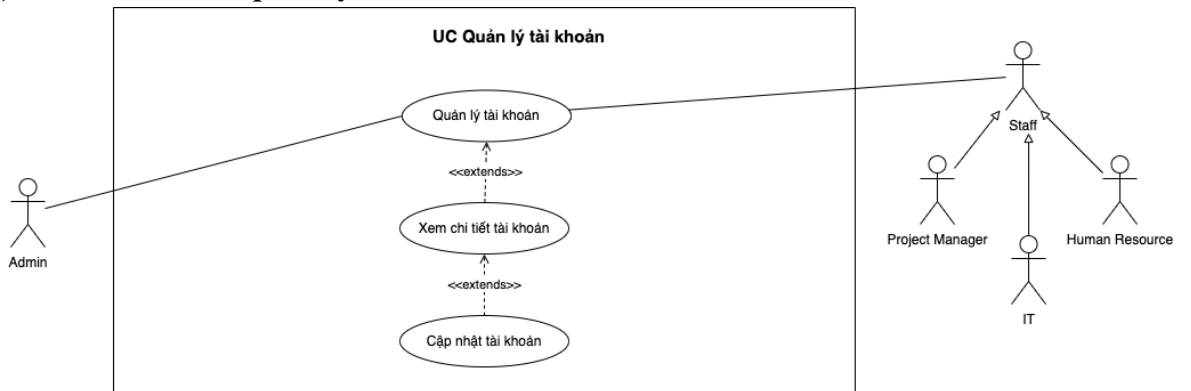 UC Quản lý tài khoản
Quản lý tài khoản
<<extends>>
Xem chi tiết tài khoản
<<extends>>
Cập nhật tài khoản
Admin
Staff
Project Manager
Human Resource
IT